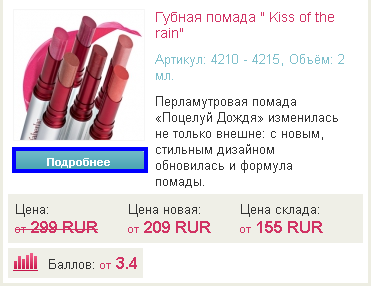 Губная помада " Kiss of the
rain"
Артикул: 4210 - 4215, Объём: 2
мл.
Перламутровая помада
«Поцелуй Дождя» изменилась
не только внешне: с новым,
стильным дизайном
обновилась и формула
помады.
Подробнее
Цена: Цена новая: Цена склада:
от 299 RUR от 209 RUR от 155 RUR
Баллов: от 3.4